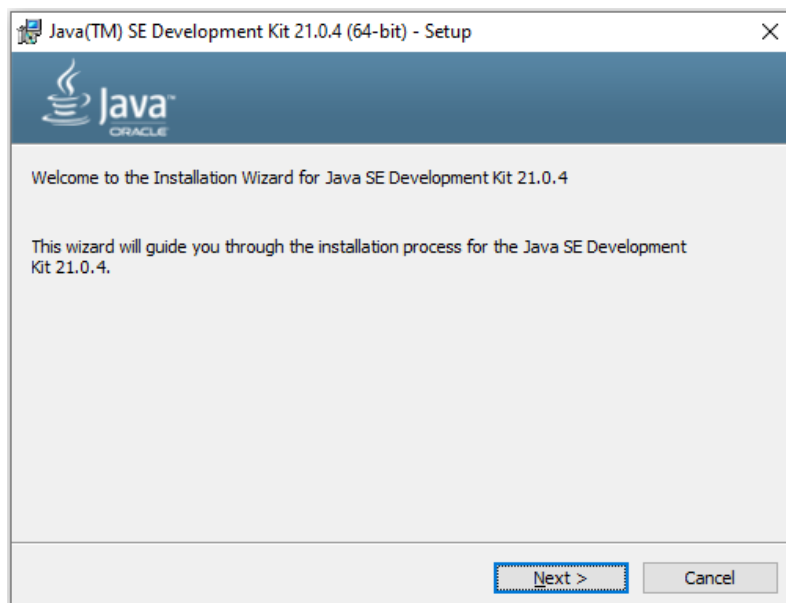 Java(TM) SE Development Kit 21.0.4 (64-bit) - Setup
Java™
ORACLE
Welcome to the Installation Wizard for Java SE Development Kit 21.0.4
This wizard will guide you through the installation process for the Java SE Development
Kit 21.0.4.
Next >
Cancel